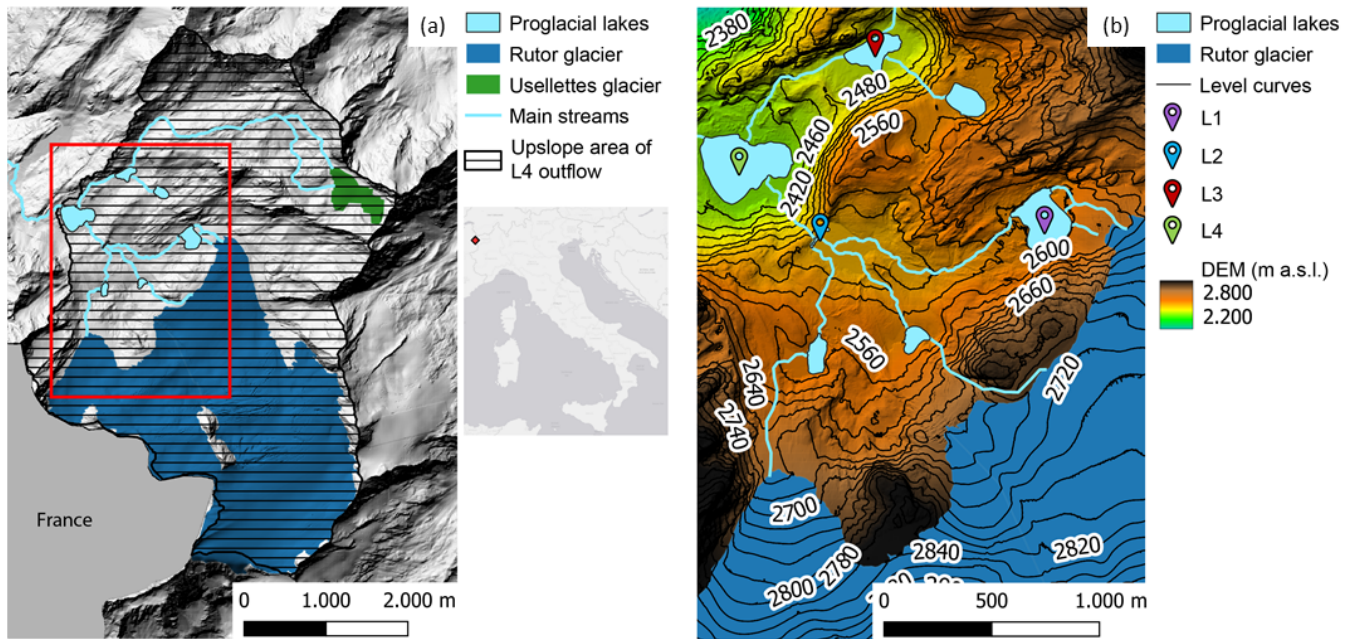 (a)
Proglacial lakes
Rutor glacier
Usellettes glacier
Main streams
Upslope area of
L4 outflow
France
0 1.000 2.000 m
(b)
Proglacial lakes
Rutor glacier
Level curves
L1
L2
L3
L4
DEM (m a.s.l.)
2.800
2.200
2380
2480
2460
2560
2420
2600
2660
2560
2640
2720
2740
2700
2780
2840
2820
2800
0 500 1.000 m